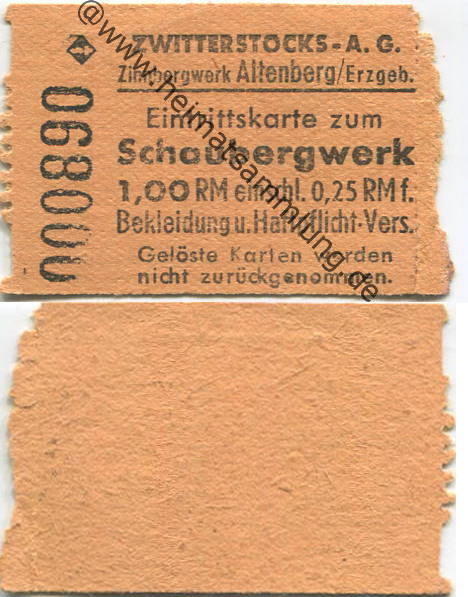 ZWITTERSTOCKS-A.G.
Zinnbergwerk Altenberg/Erzgeb.
Eintrittskarte zum
Schaubergwerk
1,00 RM einschl. 0,25 RM f.
Bekleidung u. Haftpflicht-Vers.
Gelöste Karten werden
nicht zurückgenommen.
068000
@www.heimatsammlung.de